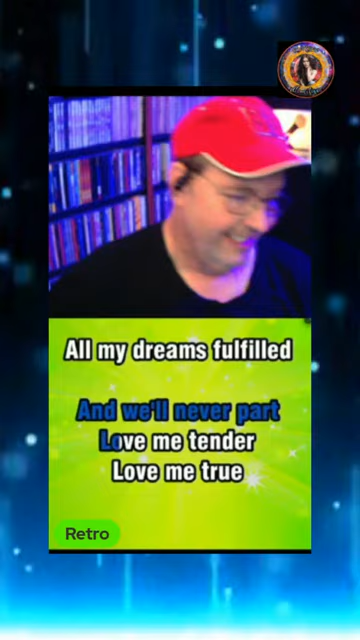 All my dreams fulfilled
And we'll never part
Love me tender
Love me true
Retro